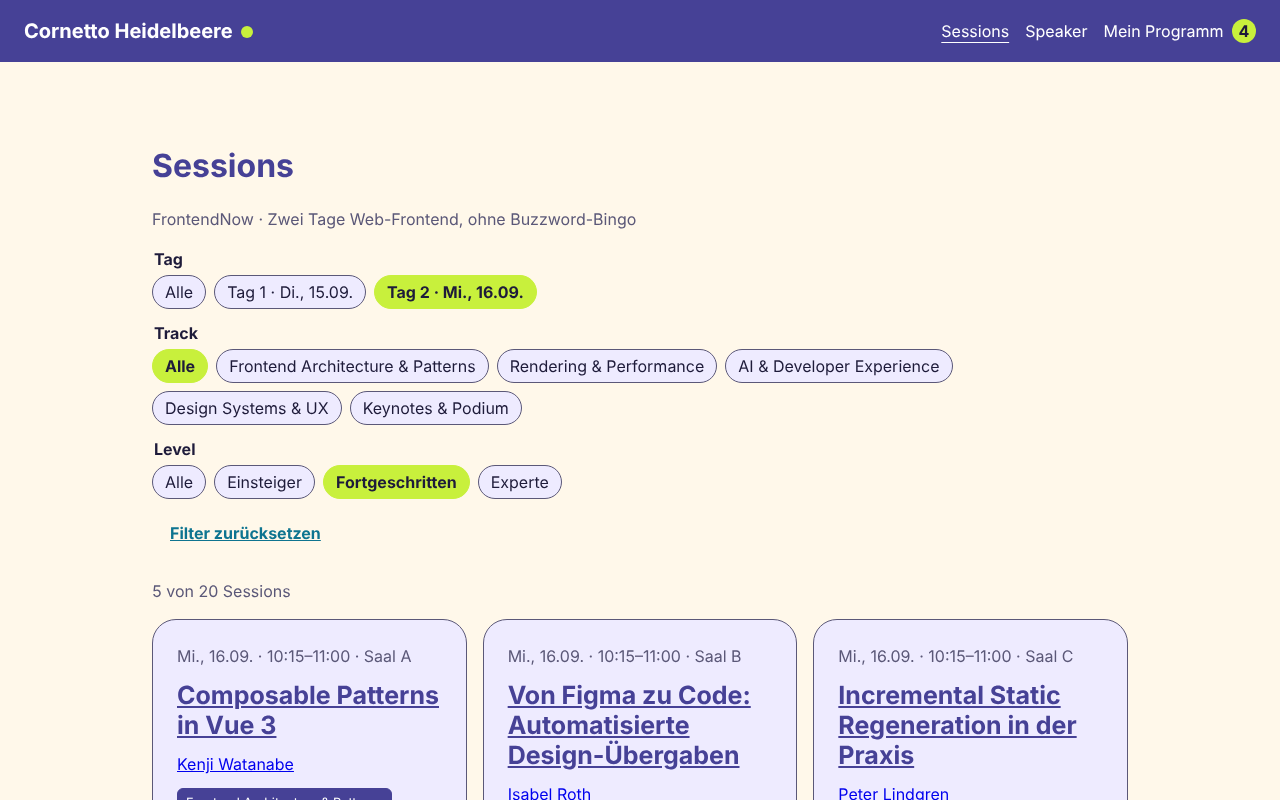 Cornetto Heidelbeere
Sessions Speaker Mein Programm 4
Sessions
FrontendNow · Zwei Tage Web-Frontend, ohne Buzzword-Bingo
Tag
Alle Tag 1 · Di., 15.09. Tag 2 · Mi., 16.09.
Track
Alle Frontend Architecture & Patterns Rendering & Performance AI & Developer Experience
Design Systems & UX Keynotes & Podium
Level
Alle Einsteiger Fortgeschritten Experte
Filter zurücksetzen
5 von 20 Sessions
Mi., 16.09. · 10:15–11:00 · Saal A
Composable Patterns
in Vue 3
Kenji Watanabe
Mi., 16.09. · 10:15–11:00 · Saal B
Von Figma zu Code:
Automatisierte
Design-Übergaben
Isabel Roth
Mi., 16.09. · 10:15–11:00 · Saal C
Incremental Static
Regeneration in der
Praxis
Peter Lindgren